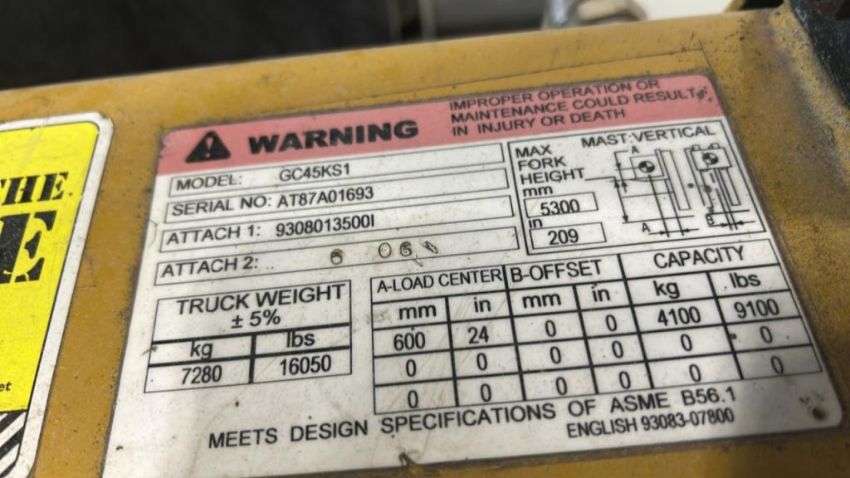 HE
E
et
WARNING
IMPROPER OPERATION OR
MAINTENANCE COULD RESULT
IN INJURY OR DEATH
MODEL: GC45KS1
SERIAL NO: AT87A01693
ATTACH 1: 9308013500I
ATTACH 2:
MAX
FORK
HEIGHT
mm
5300
in
209
MAST:VERTICAL
A
A
B
TRUCK WEIGHT
± 5%
kg lbs
7280 16050
A-LOAD CENTER B-OFFSET CAPACITY
mm in mm in kg lbs
600 24 0 0 4100 9100
0 0 0 0 0 0
0 0 0 0 0 0
MEETS DESIGN SPECIFICATIONS OF ASME B56.1
ENGLISH 93083-07800